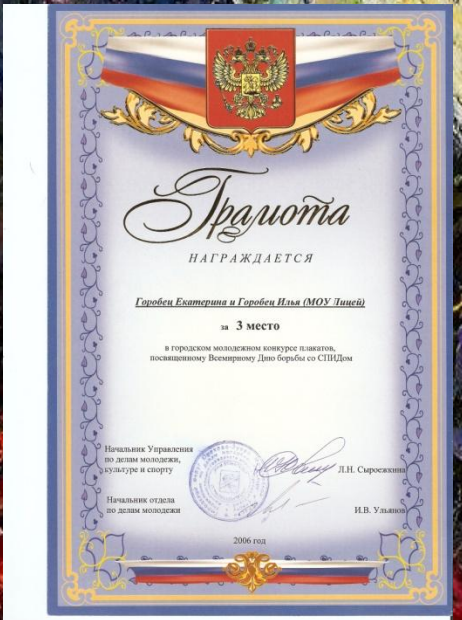 Грамота
НАГРАЖДАЕТСЯ
Горобец Екатерина и Горобец Илья (МОУ Лицей)
за 3 место
в городском молодежном конкурсе плакатов,
посвященному Всемирному Дню борьбы со СПИДом
Начальник Управления
по делам молодежи,
культуре и спорту
Л.Н. Сыроежкина
Начальник отдела
по делам молодежи
И.В. Ульянов
2006 год